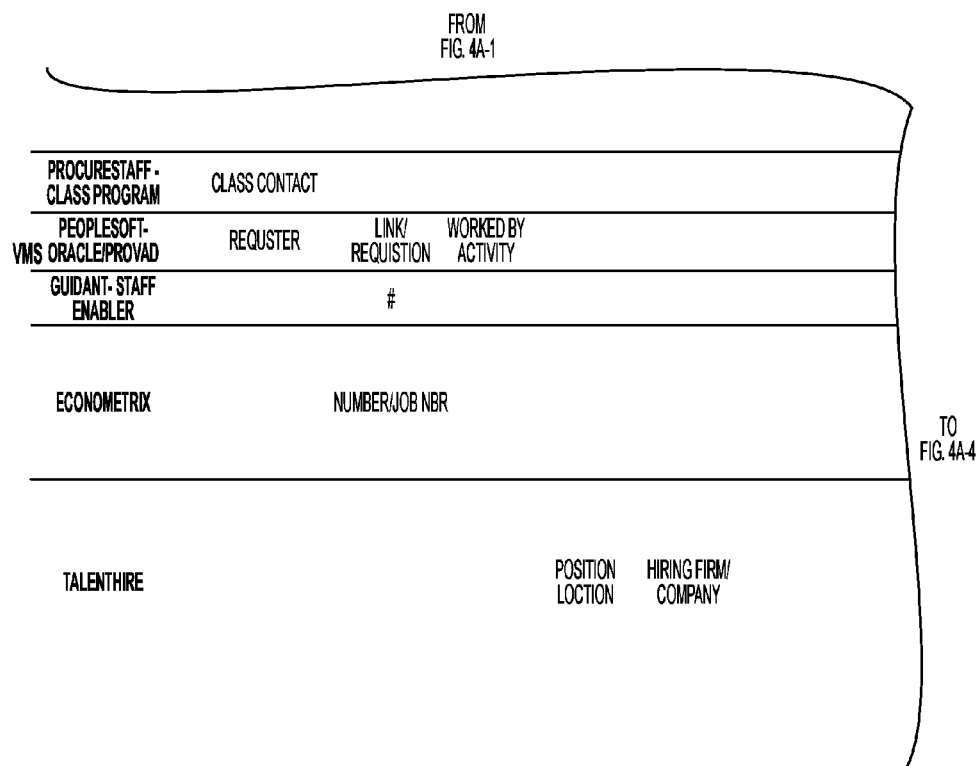 FROM
FIG. 4A-1
PROCURESTAFF -
CLASS PROGRAM
CLASS CONTACT
PEOPLESOFT-
VMS ORACLE/PROVAD
REQUSTER
LINK/
REQUISTION
WORKED BY
ACTIVITY
GUIDANT- STAFF
ENABLER
#
ECONOMETRIX
NUMBER/JOB NBR
TO
FIG. 4A-4
TALENTHIRE
POSITION
LOCTION
HIRING FIRM/
COMPANY